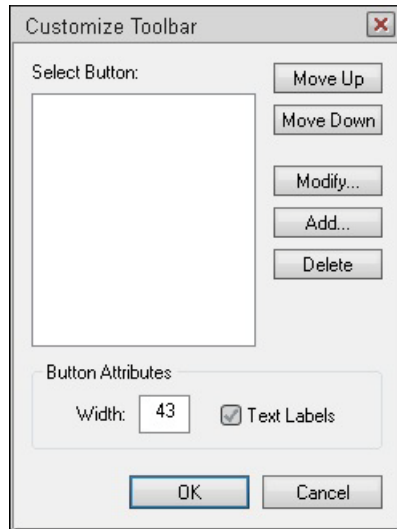 Customize Toolbar
Select Button:
Move Up
Move Down
Modify...
Add...
Delete
Button Attributes
Width: 43 Text Labels
OK Cancel